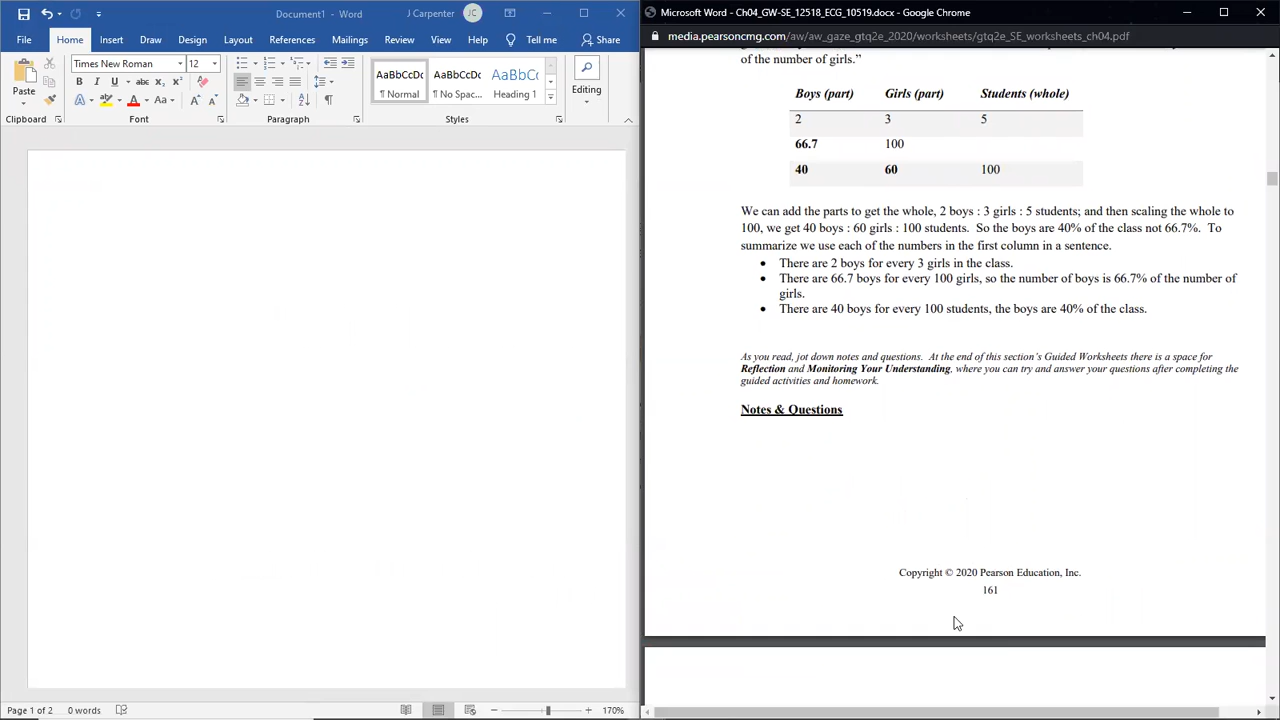 Document1 - Word
J Carpenter
JC
File
Home
Insert
Draw
Design
Layout
References
Mailings
Review
View
Help
Tell me
Share
Paste
Clipboard
Times New Roman
12
B I U abc x₂ x²
A ab A Aa A A
Font
Paragraph
AaBbCcDc
¶ Normal
AaBbCcDc
¶ No Spac...
AaBbCc
Heading 1
Styles
Editing
Page 1 of 2
0 words
170%
Microsoft Word - Ch04_GW-SE_12518_ECG_10519.docx - Google Chrome
media.pearsoncmg.com/aw/aw_gaze_gtq2e_2020/worksheets/gtq2e_SE_worksheets_ch04.pdf
of the number of girls.”
Boys (part) Girls (part) Students (whole)
2 3 5
66.7 100
40 60 100
We can add the parts to get the whole, 2 boys : 3 girls : 5 students; and then scaling the whole to
100, we get 40 boys : 60 girls : 100 students. So the boys are 40% of the class not 66.7%. To
summarize we use each of the numbers in the first column in a sentence.
• There are 2 boys for every 3 girls in the class.
• There are 66.7 boys for every 100 girls, so the number of boys is 66.7% of the number of
girls.
• There are 40 boys for every 100 students, the boys are 40% of the class.
As you read, jot down notes and questions. At the end of this section’s Guided Worksheets there is a space for
Reflection and Monitoring Your Understanding, where you can try and answer your questions after completing the
guided activities and homework.
Notes & Questions
Copyright © 2020 Pearson Education, Inc.
161